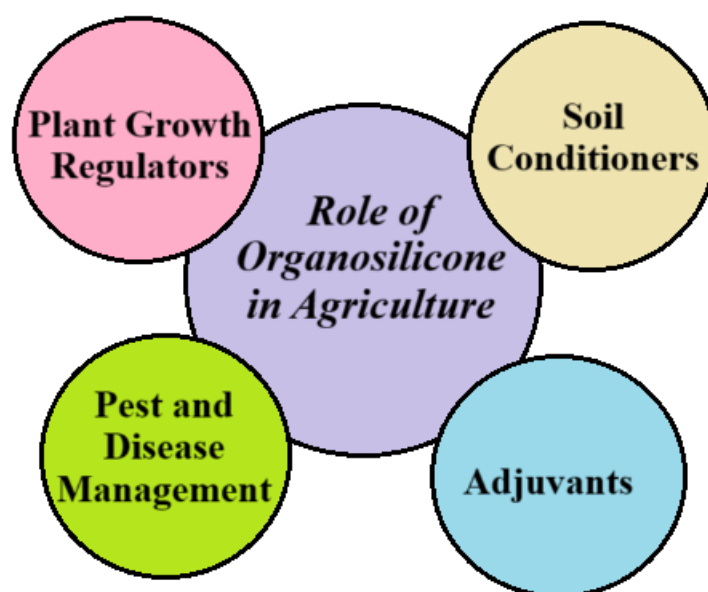 Plant Growth
Regulators
Soil
Conditioners
Role of
Organosilicone
in Agriculture
Pest and
Disease
Management
Adjuvants